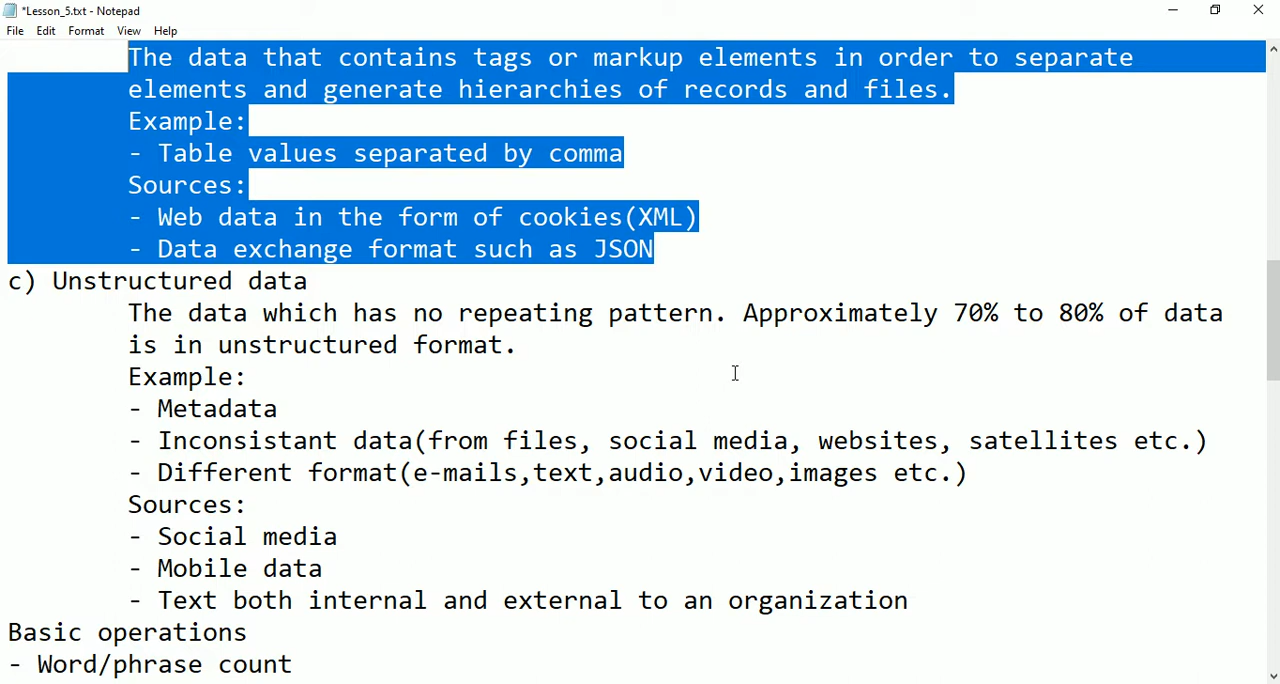 *Lesson_5.txt - Notepad
File Edit Format View Help
The data that contains tags or markup elements in order to separate
elements and generate hierarchies of records and files.
Example:
- Table values separated by comma
Sources:
- Web data in the form of cookies(XML)
- Data exchange format such as JSON
c) Unstructured data
The data which has no repeating pattern. Approximately 70% to 80% of data
is in unstructured format.
Example:
- Metadata
- Inconsistant data(from files, social media, websites, satellites etc.)
- Different format(e-mails,text,audio,video,images etc.)
Sources:
- Social media
- Mobile data
- Text both internal and external to an organization
Basic operations
- Word/phrase count